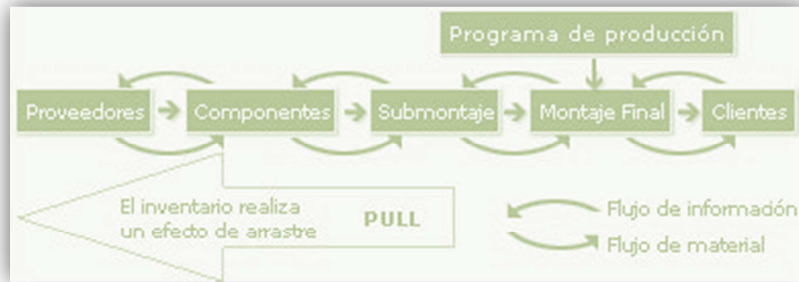 Programa de producción
Proveedores
Componentes
Submontaje
Montaje Final
Clientes
El inventario realiza
un efecto de arrastre
PULL
Flujo de información
Flujo de material